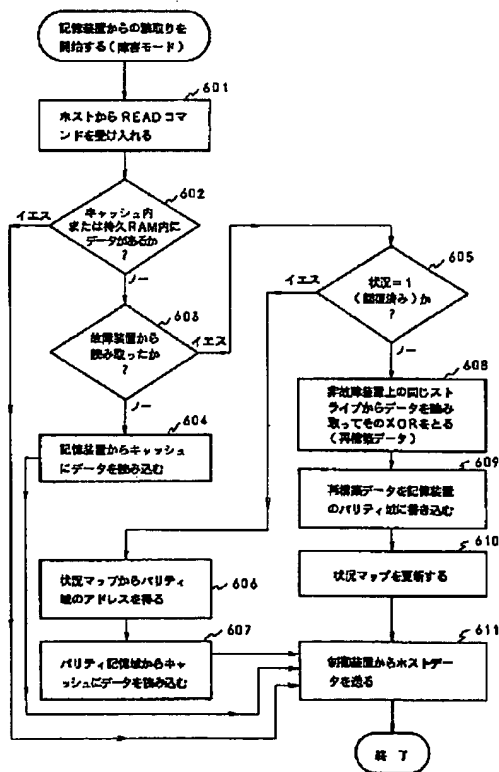 記憶装置からの読取りを
開始する(障害モード)
601
ホストからREADコマ
ンドを受け入れる
602
イエス
キャッシュ内
または持久RAM内に
データがあるか
?
ノー
603
故障装置から
読み取ったか
?
イエス
ノー
604
記憶装置からキャッシュ
にデータを読み込む
605
イエス
状況=1
(回復済み)か
?
ノー
608
非故障装置上の同じスト
ライプからデータを読み
取ってそのXORをとる
(再構築データ)
609
再構築データを記憶装置
のパリティ域に書き込む
610
状況マップを更新する
606
状況マップからパリティ
域のアドレスを得る
607
パリティ記憶域からキャ
ッシュにデータを読み込む
611
制御装置からホストデー
タを送る
終了